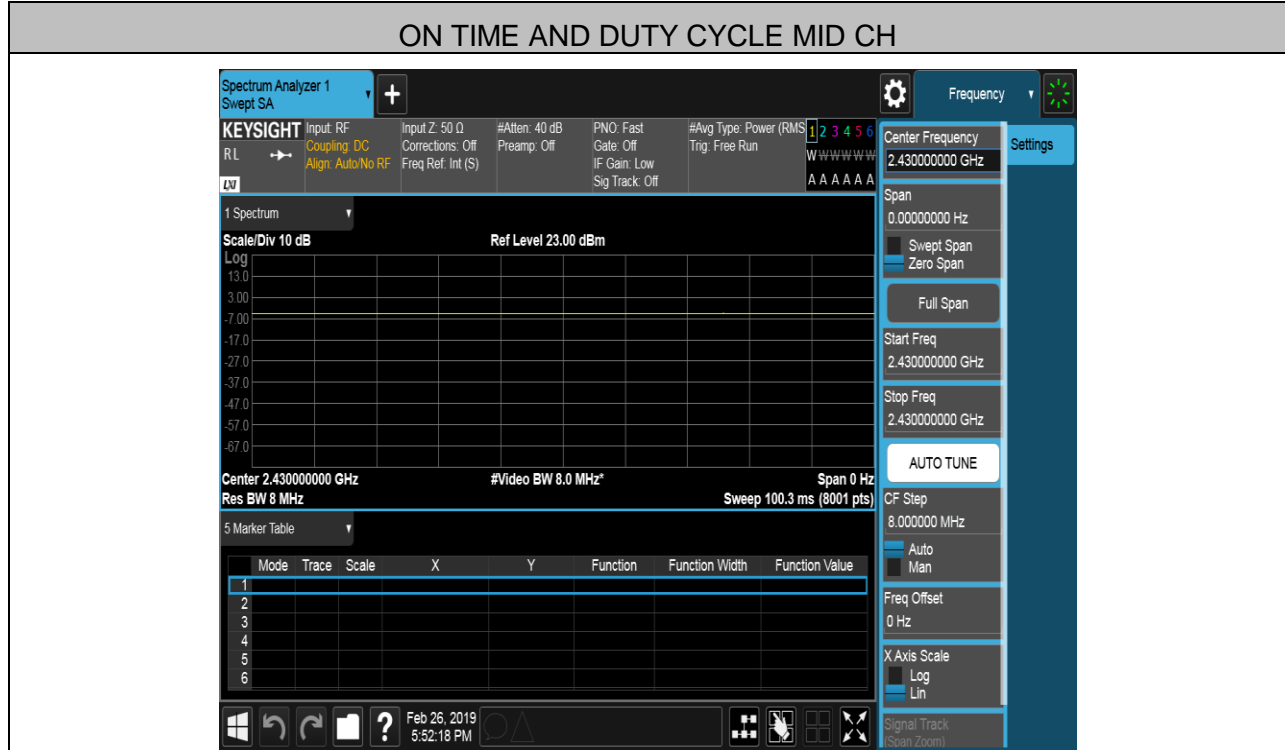 ON TIME AND DUTY CYCLE MID CH
Spectrum Analyzer 1
Swept SA
Frequency
KEYSIGHT
RL
LXI
Input: RF
Coupling: DC
Align: Auto/No RF
Input Z: 50 Ω
Corrections: Off
Freq Ref: Int (S)
#Atten: 40 dB
Preamp: Off
PNO: Fast
Gate: Off
IF Gain: Low
Sig Track: Off
#Avg Type: Power (RMS
Trig: Free Run
1 2 3 4 5 6
W W W W W W
A A A A A A
Center Frequency
2.430000000 GHz
Settings
Span
0.00000000 Hz
Swept Span
Zero Span
Full Span
Start Freq
2.430000000 GHz
Stop Freq
2.430000000 GHz
AUTO TUNE
CF Step
8.000000 MHz
Auto
Man
Freq Offset
0 Hz
X Axis Scale
Log
Lin
Signal Track
(Span Zoom)
1 Spectrum
Scale/Div 10 dB
Ref Level 23.00 dBm
Log
13.0
3.00
-7.00
-17.0
-27.0
-37.0
-47.0
-57.0
-67.0
Center 2.430000000 GHz
#Video BW 8.0 MHz*
Span 0 Hz
Res BW 8 MHz
Sweep 100.3 ms (8001 pts)
5 Marker Table
Mode Trace Scale X Y Function Function Width Function Value
1
2
3
4
5
6
?
Feb 26, 2019
5:52:18 PM